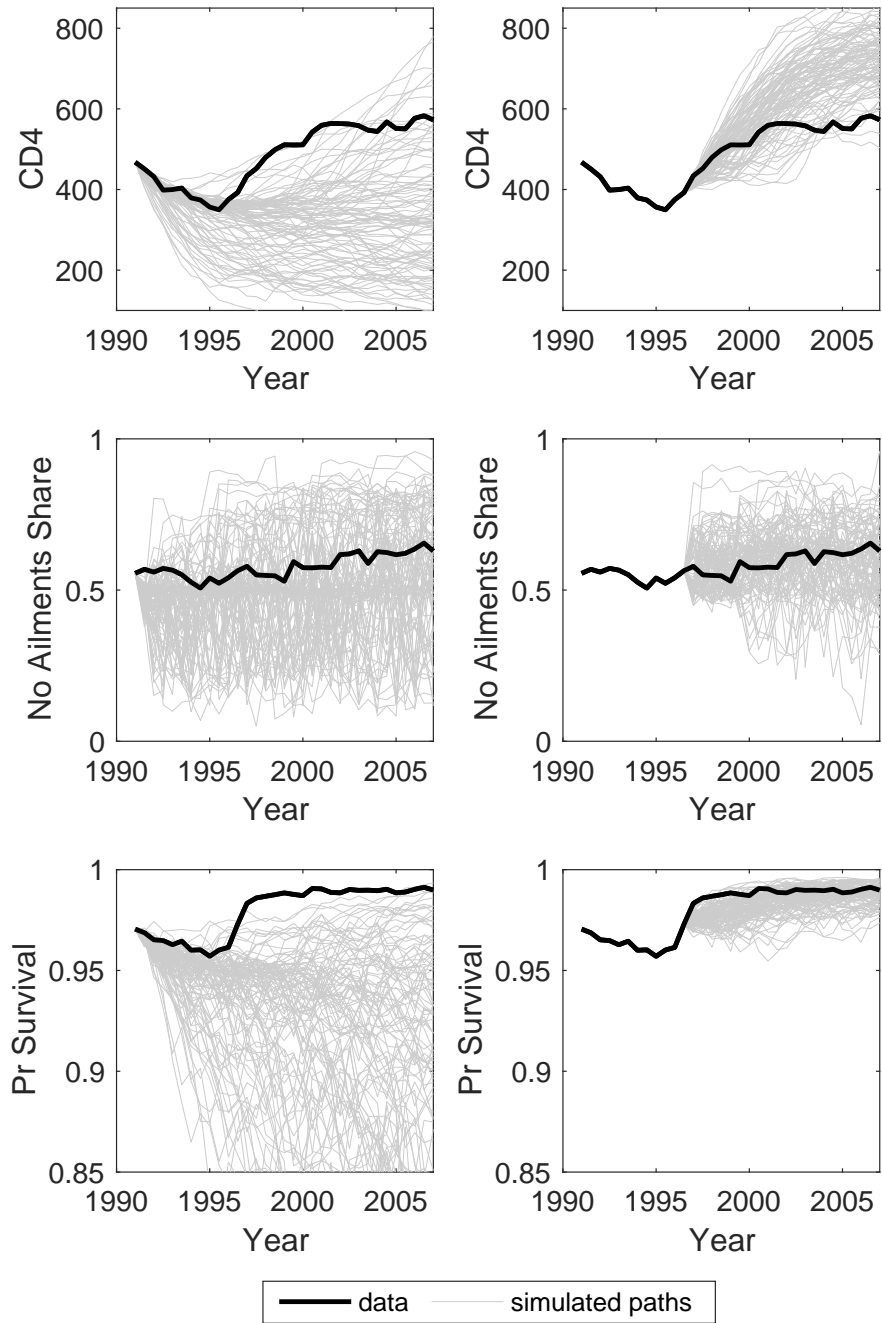 800
600
400
200
CD4
1990 1995 2000 2005
Year
800
600
400
200
CD4
1990 1995 2000 2005
Year
1
0.5
0
No Ailments Share
1990 1995 2000 2005
Year
1
0.5
0
No Ailments Share
1990 1995 2000 2005
Year
1
0.95
0.9
0.85
Pr Survival
1990 1995 2000 2005
Year
1
0.95
0.9
0.85
Pr Survival
1990 1995 2000 2005
Year
data simulated paths